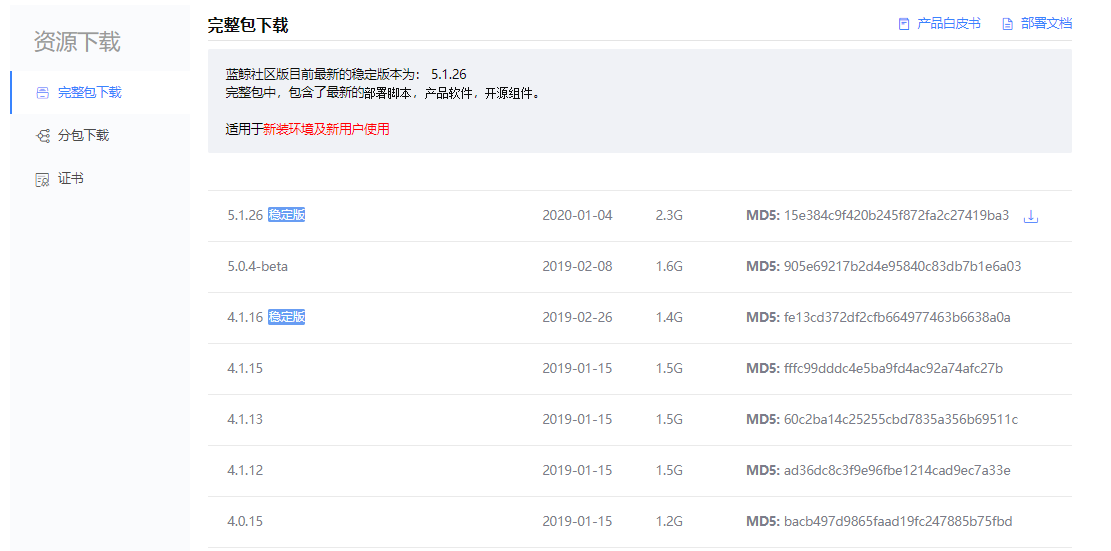 资源下载
完整包下载
分包下载
证书
完整包下载
产品白皮书 部署文档
蓝鲸社区版目前最新的稳定版本为： 5.1.26
完整包中，包含了最新的部署脚本，产品软件，开源组件。
适用于新装环境及新用户使用
5.1.26 稳定版 2020-01-04 2.3G MD5: 15e384c9f420b245f872fa2c27419ba3
5.0.4-beta 2019-02-08 1.6G MD5: 905e69217b2d4e95840c83db7b1e6a03
4.1.16 稳定版 2019-02-26 1.4G MD5: fe13cd372df2cfb664977463b6638a0a
4.1.15 2019-01-15 1.5G MD5: fffc99dddc4e5ba9fd4ac92a74afc27b
4.1.13 2019-01-15 1.5G MD5: 60c2ba14c25255cbd7835a356b69511c
4.1.12 2019-01-15 1.5G MD5: ad36dc8c3f9e96fbe1214cad9ec7a33e
4.0.15 2019-01-15 1.2G MD5: bacb497d9865faad19fc247885b75fbd